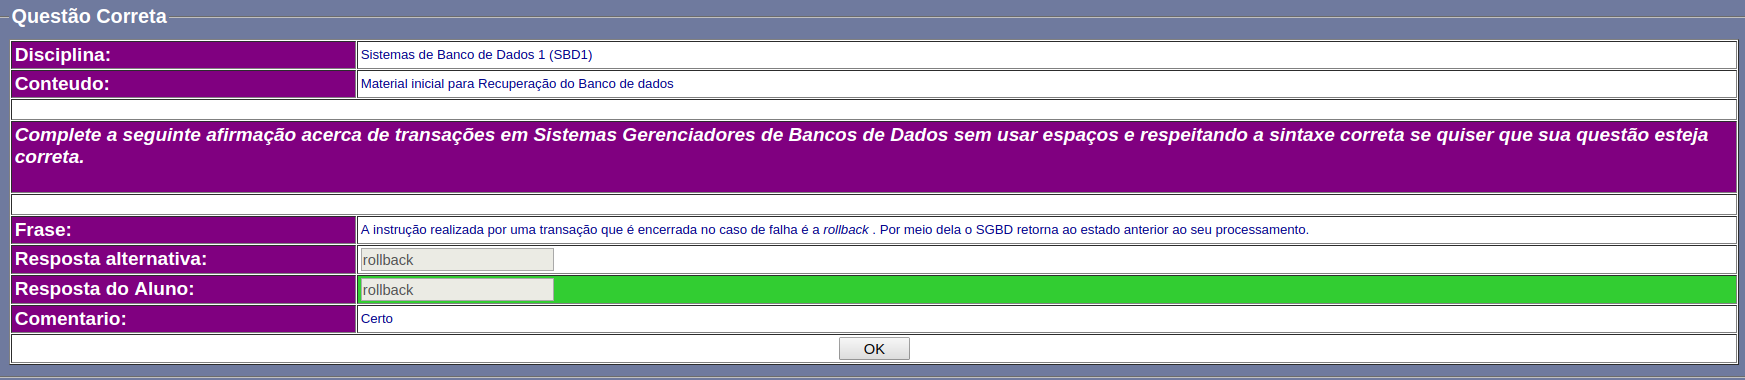 Questão Correta
Disciplina: Sistemas de Banco de Dados 1 (SBD1)
Conteudo: Material inicial para Recuperação do Banco de dados
Complete a seguinte afirmação acerca de transações em Sistemas Gerenciadores de Bancos de Dados sem usar espaços e respeitando a sintaxe correta se quiser que sua questão esteja
correta.
Frase: A instrução realizada por uma transação que é encerrada no caso de falha é a rollback . Por meio dela o SGBD retorna ao estado anterior ao seu processamento.
Resposta alternativa: rollback
Resposta do Aluno: rollback
Comentario: Certo
OK